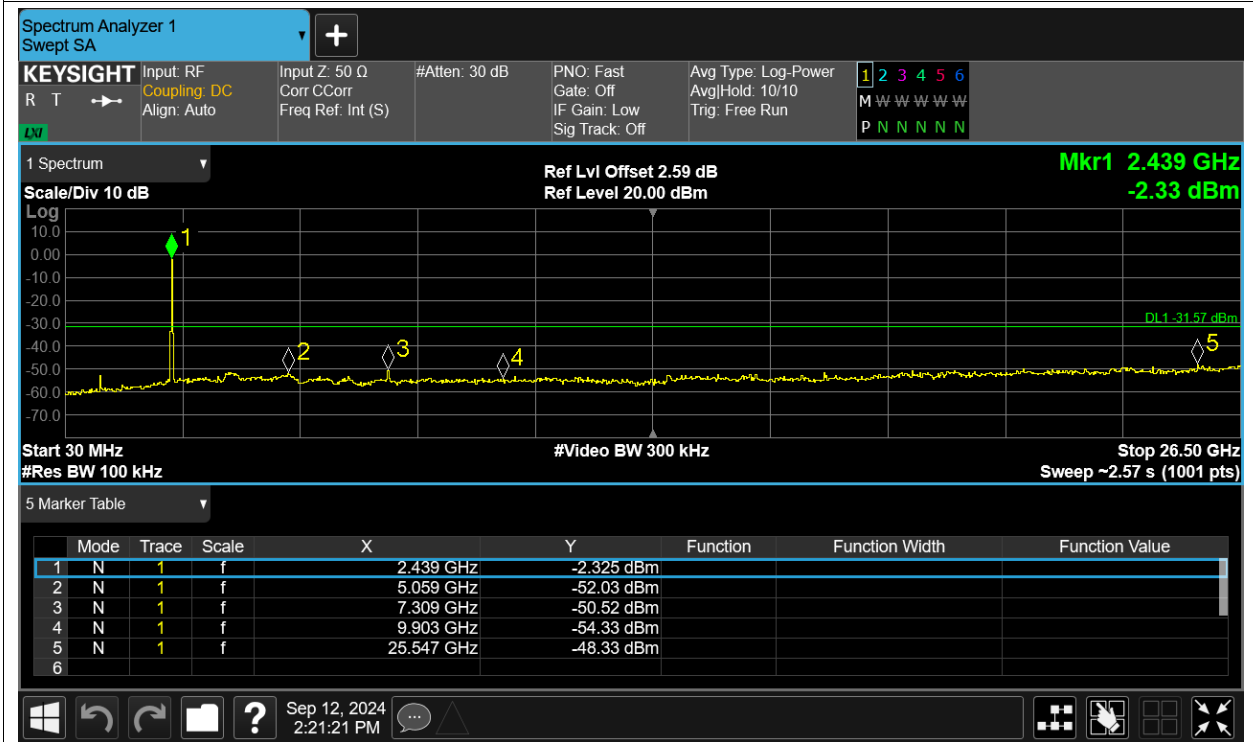 Spectrum Analyzer 1
Swept SA
+
KEYSIGHT
R T
LXI
Input: RF
Coupling: DC
Align: Auto
Input Z: 50 Ω
Corr CCorr
Freq Ref: Int (S)
#Atten: 30 dB
PNO: Fast
Gate: Off
IF Gain: Low
Sig Track: Off
Avg Type: Log-Power
Avg|Hold: 10/10
Trig: Free Run
1 2 3 4 5 6
M W W W W W
P N N N N N
1 Spectrum
Scale/Div 10 dB
Ref Lvl Offset 2.59 dB
Ref Level 20.00 dBm
Mkr1 2.439 GHz
-2.33 dBm
Log
10.0
0.00
-10.0
-20.0
-30.0
-40.0
-50.0
-60.0
-70.0
1
2
3
4
5
DL1 -31.57 dBm
Start 30 MHz
#Video BW 300 kHz
Stop 26.50 GHz
#Res BW 100 kHz
Sweep ~2.57 s (1001 pts)
5 Marker Table
Mode Trace Scale X Y Function Function Width Function Value
1 N 1 f 2.439 GHz -2.325 dBm
2 N 1 f 5.059 GHz -52.03 dBm
3 N 1 f 7.309 GHz -50.52 dBm
4 N 1 f 9.903 GHz -54.33 dBm
5 N 1 f 25.547 GHz -48.33 dBm
6
?
Sep 12, 2024
2:21:21 PM